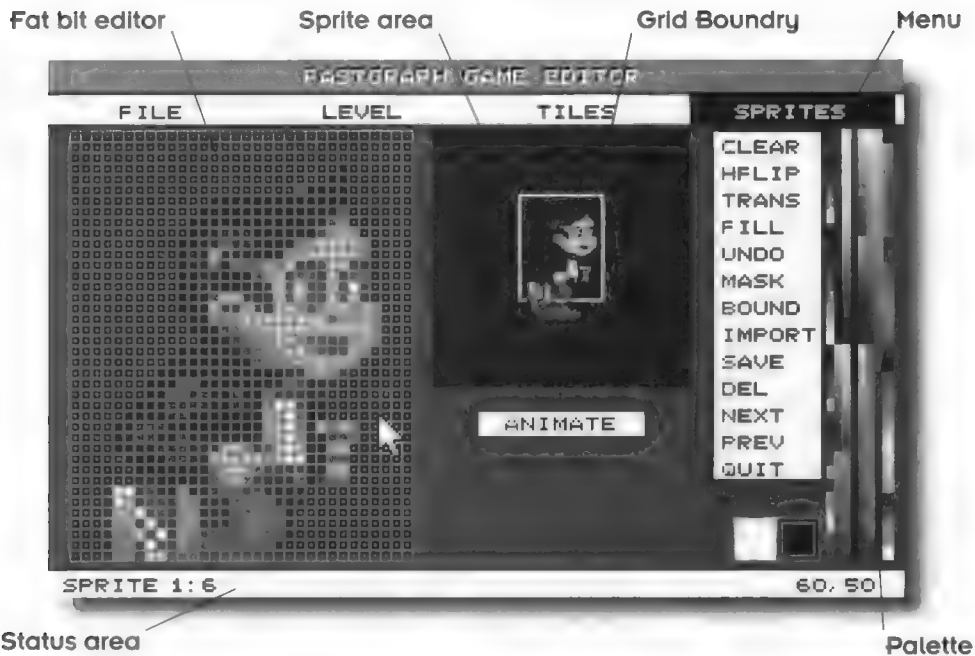 Fat bit editor Sprite area Grid Boundry Menu
FASTGRAPH GAME EDITOR
FILE LEVEL TILES SPRITES
CLEAR
HFLIP
TRANS
FILL
UNDO
MASK
BOUND
IMPORT
SAVE
DEL
ANIMATE
NEXT
PREV
QUIT
SPRITE 1:6 60,50
Status area Palette